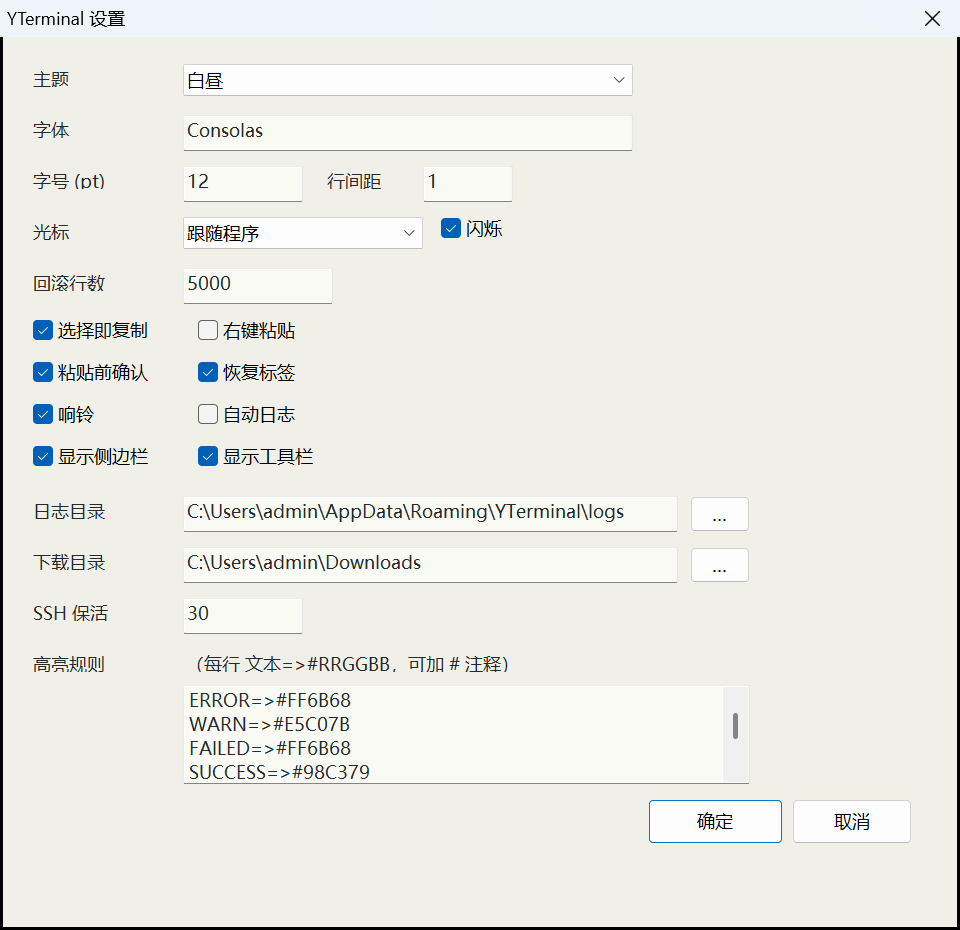 YTerminal 设置
主题 白昼
字体 Consolas
字号 (pt) 12 行间距 1
光标 跟随程序 闪烁
回滚行数 5000
选择即复制 右键粘贴
粘贴前确认 恢复标签
响铃 自动日志
显示侧边栏 显示工具栏
日志目录 C:\Users\admin\AppData\Roaming\YTerminal\logs ...
下载目录 C:\Users\admin\Downloads ...
SSH 保活 30
高亮规则 （每行 文本=>#RRGGBB，可加 # 注释）
ERROR=>#FF6B68
WARN=>#E5C07B
FAILED=>#FF6B68
SUCCESS=>#98C379
确定 取消